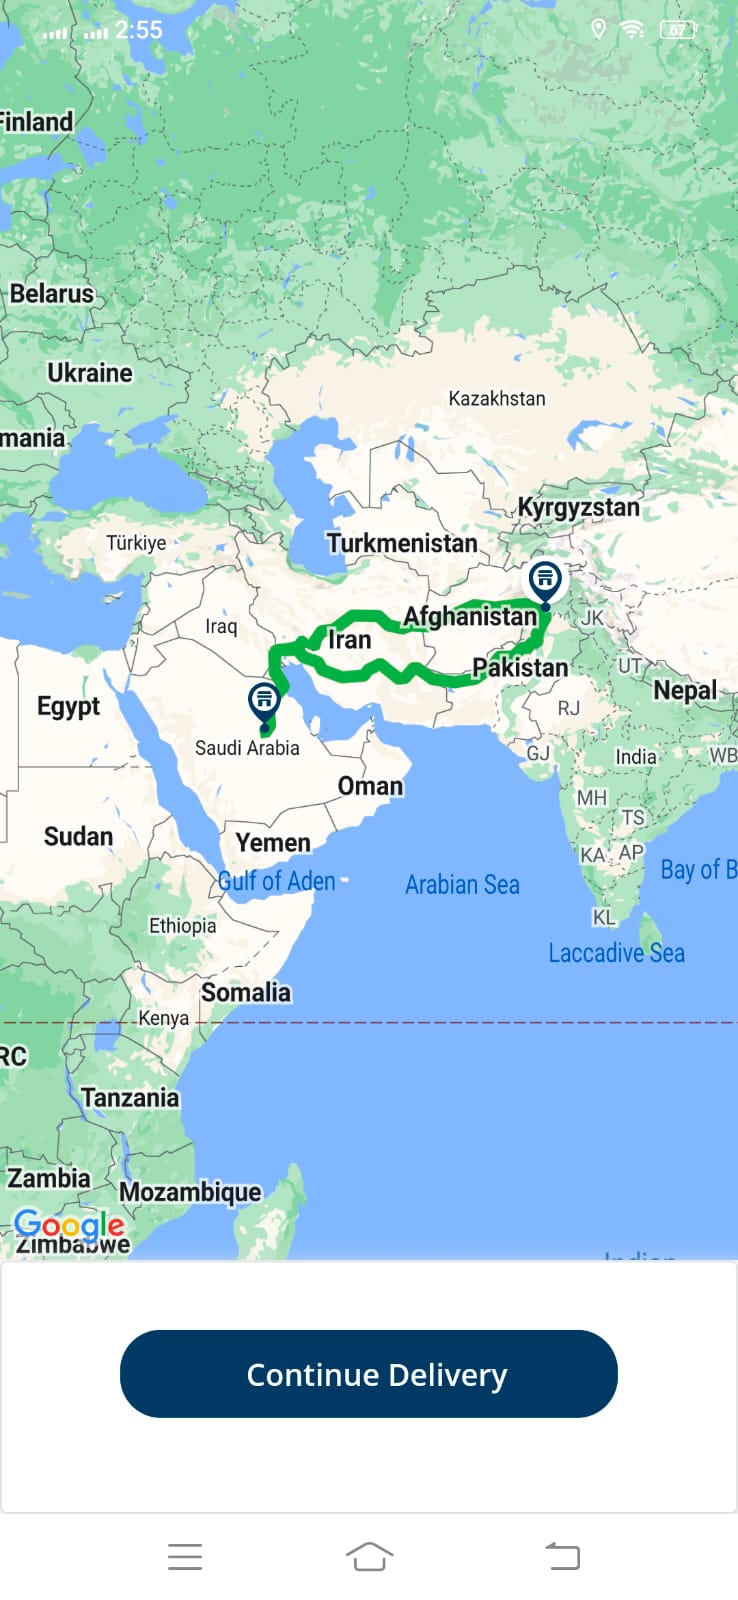 2:55
67
Finland
Belarus
Ukraine
mania
Kazakhstan
Kyrgyzstan
Türkiye
Turkmenistan
Afghanistan
JK
Iraq
Iran
Pakistan
UT
Nepal
Egypt
RJ
Saudi Arabia
GJ
India
WB
Oman
MH
TS
Sudan
Yemen
KA
AP
Gulf of Aden
Arabian Sea
Bay of B
KL
Ethiopia
Laccadive Sea
Somalia
Kenya
RC
Tanzania
Zambia
Mozambique
Google
Zimbabwe
Indian
Continue Delivery